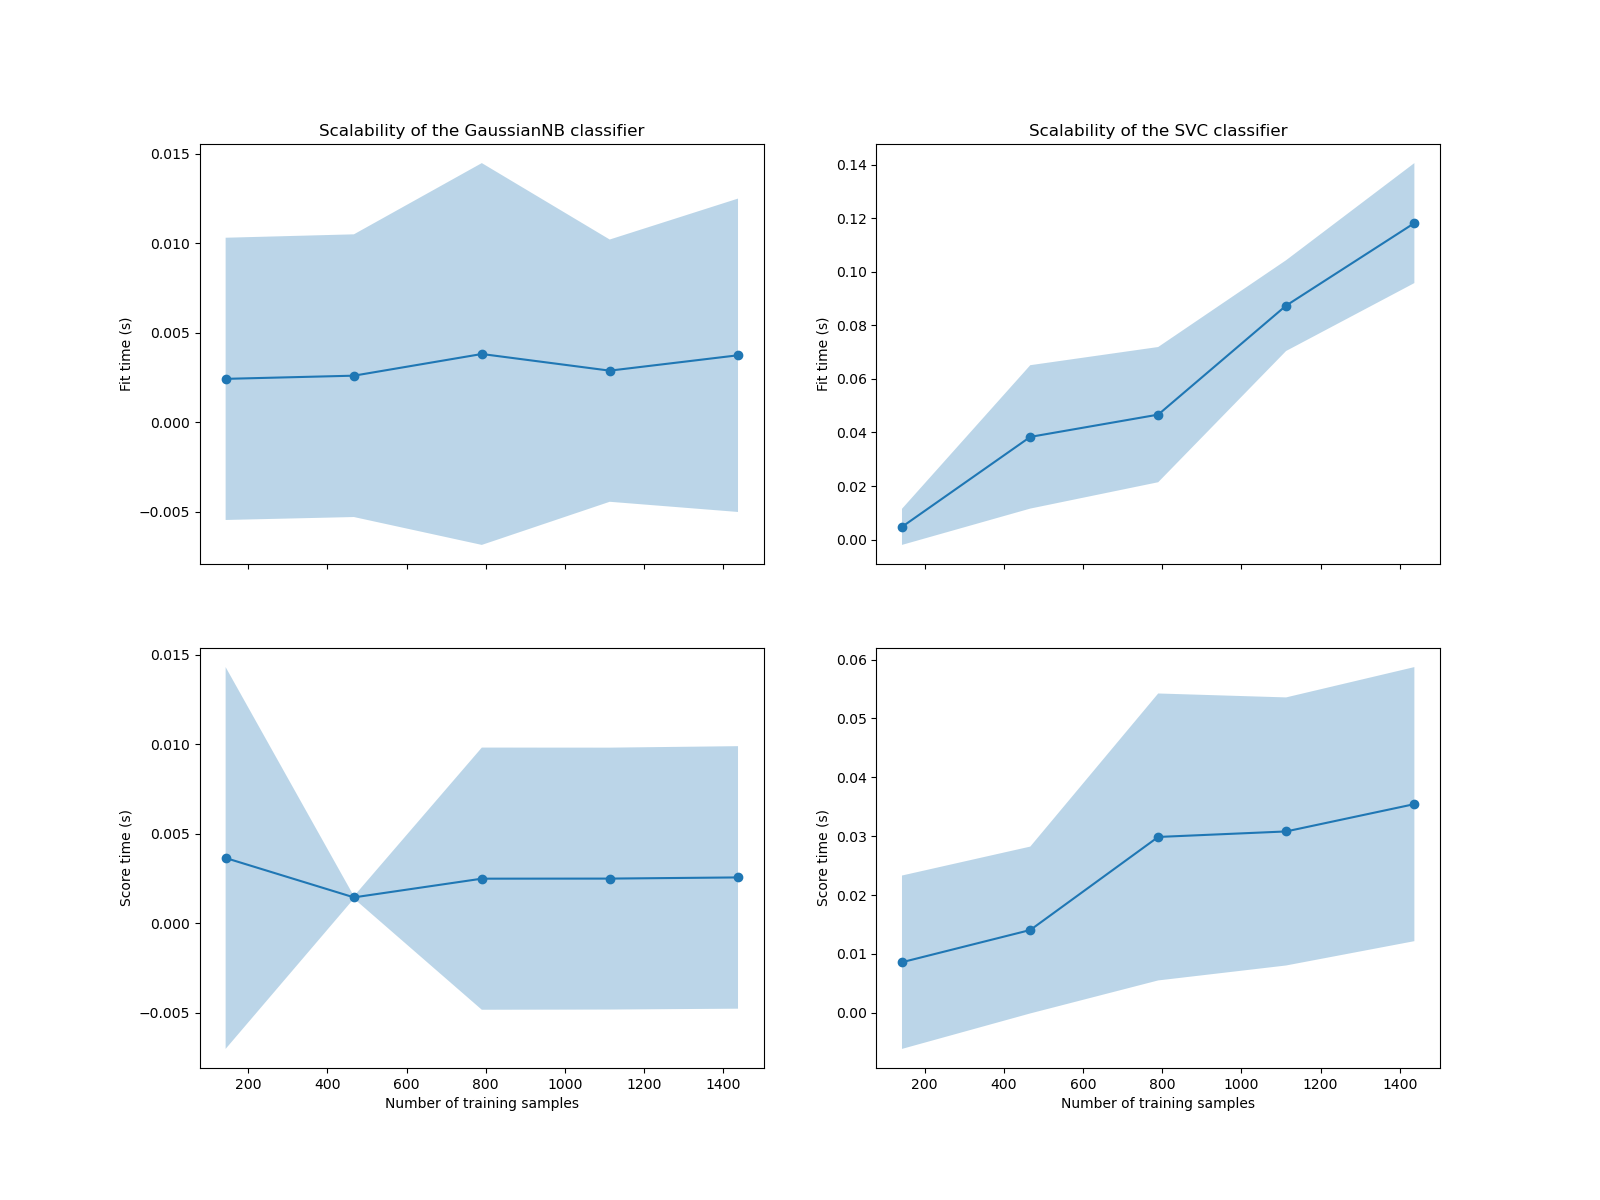 Scalability of the GaussianNB classifier
0.015
0.010
0.005
0.000
−0.005
Fit time (s)
Scalability of the SVC classifier
0.14
0.12
0.10
0.08
0.06
0.04
0.02
0.00
Fit time (s)
0.015
0.010
0.005
0.000
−0.005
Score time (s)
200 400 600 800 1000 1200 1400
Number of training samples
0.06
0.05
0.04
0.03
0.02
0.01
0.00
Score time (s)
200 400 600 800 1000 1200 1400
Number of training samples